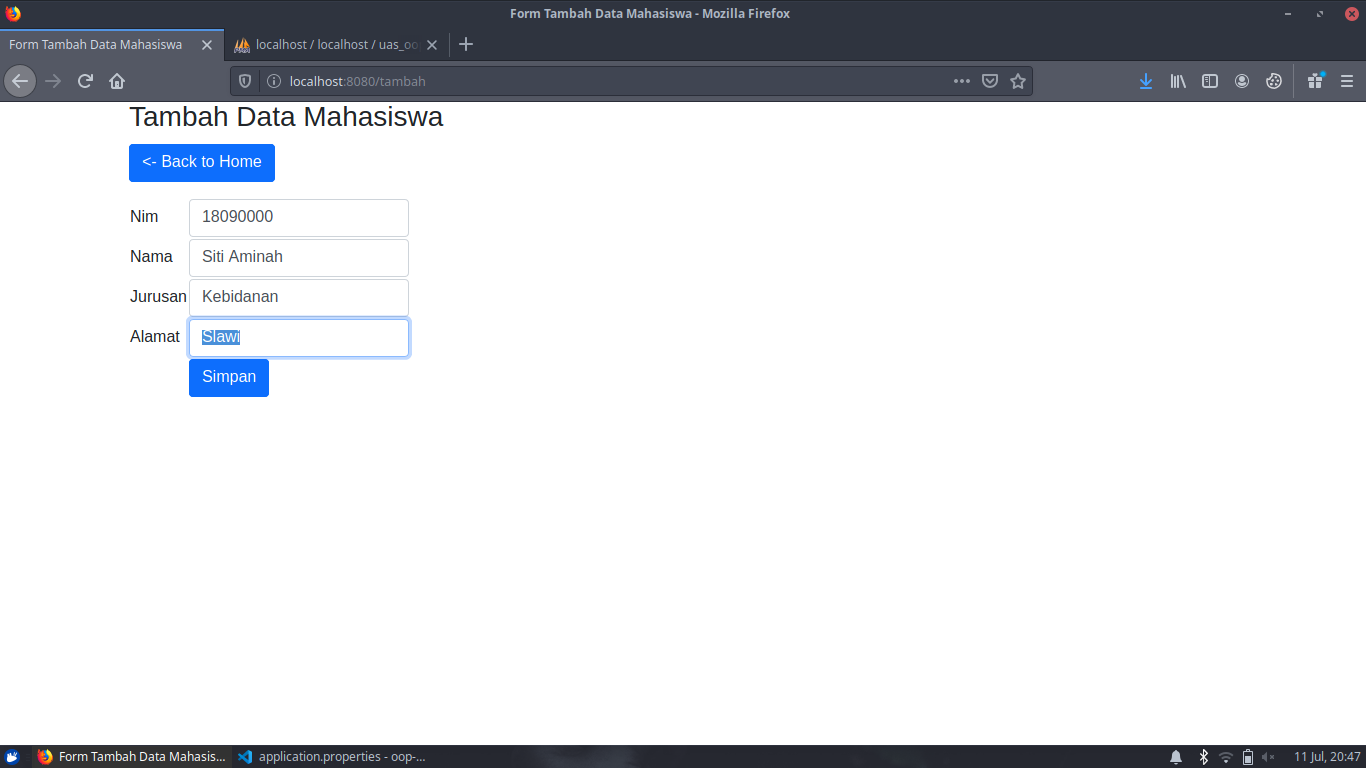 Form Tambah Data Mahasiswa - Mozilla Firefox
Form Tambah Data Mahasiswa
localhost / localhost / uas_oo
localhost:8080/tambah
Tambah Data Mahasiswa
<- Back to Home
Nim 18090000
Nama Siti Aminah
Jurusan Kebidanan
Alamat Slawi
Simpan
Form Tambah Data Mahasis... application.properties - oop-... 11 Jul, 20:47